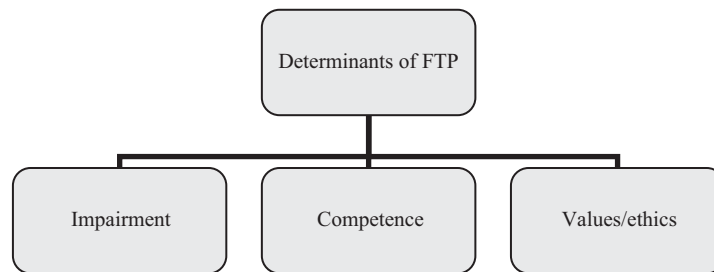 Determinants of FTP
Impairment
Competence
Values/ethics